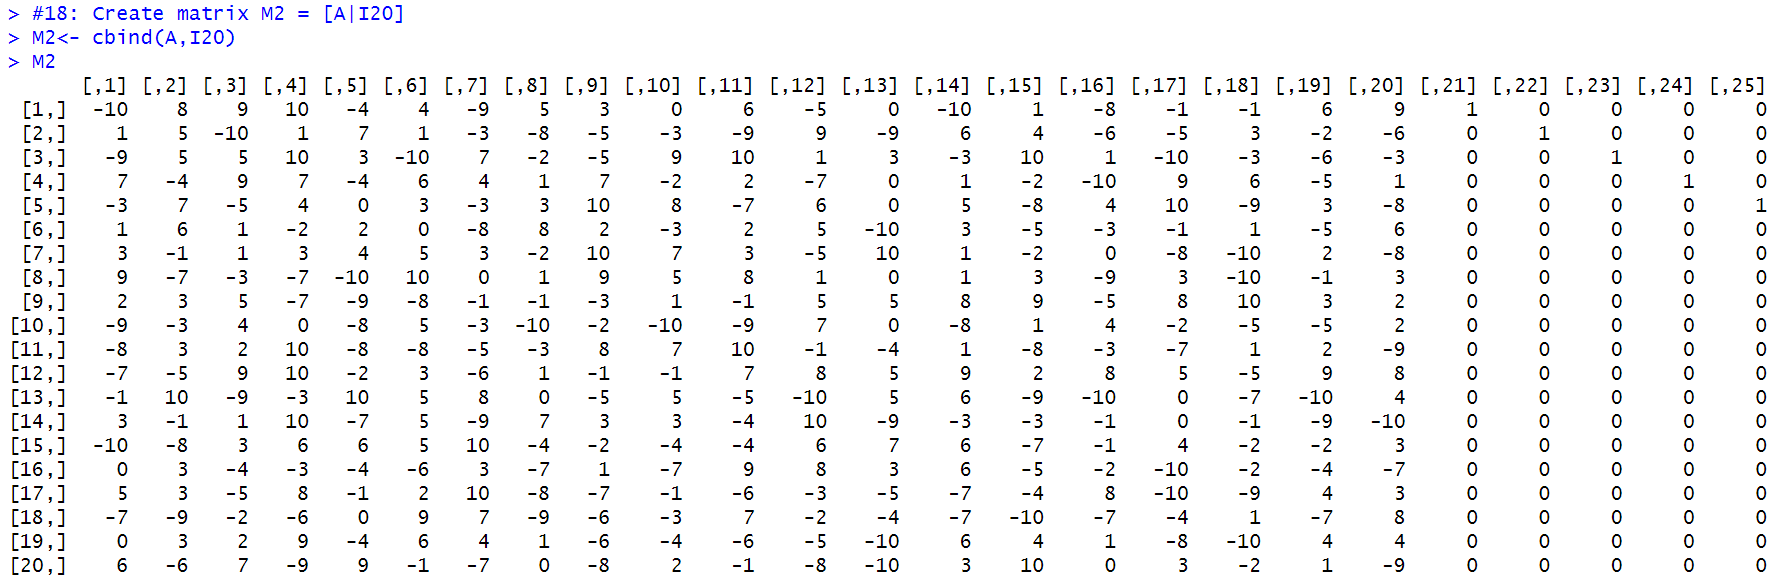 > #18: Create matrix M2 = [A|I20]
> M2<- cbind(A,I20)
> M2
[,1] [,2] [,3] [,4] [,5] [,6] [,7] [,8] [,9] [,10] [,11] [,12] [,13] [,14] [,15] [,16] [,17] [,18] [,19] [,20] [,21] [,22] [,23] [,24] [,25]
[1,] -10 8 9 10 -4 4 -9 5 3 0 6 -5 0 -10 1 -8 -1 -1 6 9 1 0 0 0 0
[2,] 1 5 -10 1 7 1 -3 -8 -5 -3 -9 9 -9 6 4 -6 -5 3 -2 -6 0 1 0 0 0
[3,] -9 5 5 10 3 -10 7 -2 -5 9 10 1 3 -3 10 1 -10 -3 -6 -3 0 0 1 0 0
[4,] 7 -4 9 7 -4 6 4 1 7 -2 2 -7 0 1 -2 -10 9 6 -5 1 0 0 0 1 0
[5,] -3 7 -5 4 0 3 -3 3 10 8 -7 6 0 5 -8 4 10 -9 3 -8 0 0 0 0 1
[6,] 1 6 1 -2 2 0 -8 8 2 -3 2 5 -10 3 -5 -3 -1 1 -5 6 0 0 0 0 0
[7,] 3 -1 1 3 4 5 3 -2 10 7 3 -5 10 1 -2 0 -8 -10 2 -8 0 0 0 0 0
[8,] 9 -7 -3 -7 -10 10 0 1 9 5 8 1 0 1 3 -9 3 -10 -1 3 0 0 0 0 0
[9,] 2 3 5 -7 -9 -8 -1 -1 -3 1 -1 5 5 8 9 -5 8 10 3 2 0 0 0 0 0
[10,] -9 -3 4 0 -8 5 -3 -10 -2 -10 -9 7 0 -8 1 4 -2 -5 -5 2 0 0 0 0 0
[11,] -8 3 2 10 -8 -8 -5 -3 8 7 10 -1 -4 1 -8 -3 -7 1 2 -9 0 0 0 0 0
[12,] -7 -5 9 10 -2 3 -6 1 -1 -1 7 8 5 9 2 8 5 -5 9 8 0 0 0 0 0
[13,] -1 10 -9 -3 10 5 8 0 -5 5 -5 -10 5 6 -9 -10 0 -7 -10 4 0 0 0 0 0
[14,] 3 -1 1 10 -7 5 -9 7 3 3 -4 10 -9 -3 -3 -1 0 -1 -9 -10 0 0 0 0 0
[15,] -10 -8 3 6 6 5 10 -4 -2 -4 -4 6 7 6 -7 -1 4 -2 -2 3 0 0 0 0 0
[16,] 0 3 -4 -3 -4 -6 3 -7 1 -7 9 8 3 6 -5 -2 -10 -2 -4 -7 0 0 0 0 0
[17,] 5 3 -5 8 -1 2 10 -8 -7 -1 -6 -3 -5 -7 -4 8 -10 -9 4 3 0 0 0 0 0
[18,] -7 -9 -2 -6 0 9 7 -9 -6 -3 7 -2 -4 -7 -10 -7 -4 1 -7 8 0 0 0 0 0
[19,] 0 3 2 9 -4 6 4 1 -6 -4 -6 -5 -10 6 4 1 -8 -10 4 4 0 0 0 0 0
[20,] 6 -6 7 -9 9 -1 -7 0 -8 2 -1 -8 -10 3 10 0 3 -2 1 -9 0 0 0 0 0